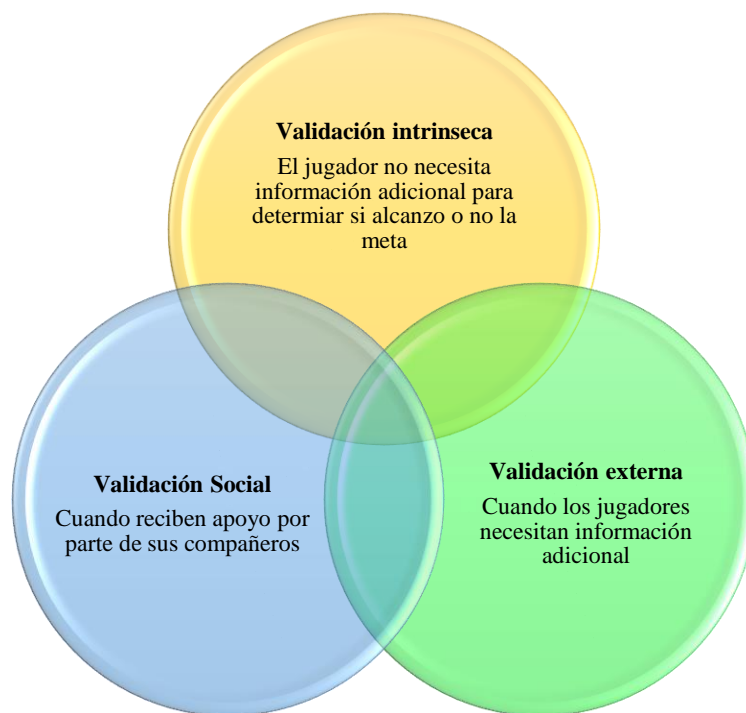 Validación intrinseca
El jugador no necesita
información adicional para
determiar si alcanzo o no la
meta
Validación Social
Cuando reciben apoyo por
parte de sus compañeros
Validación externa
Cuando los jugadores
necesitan información
adicional